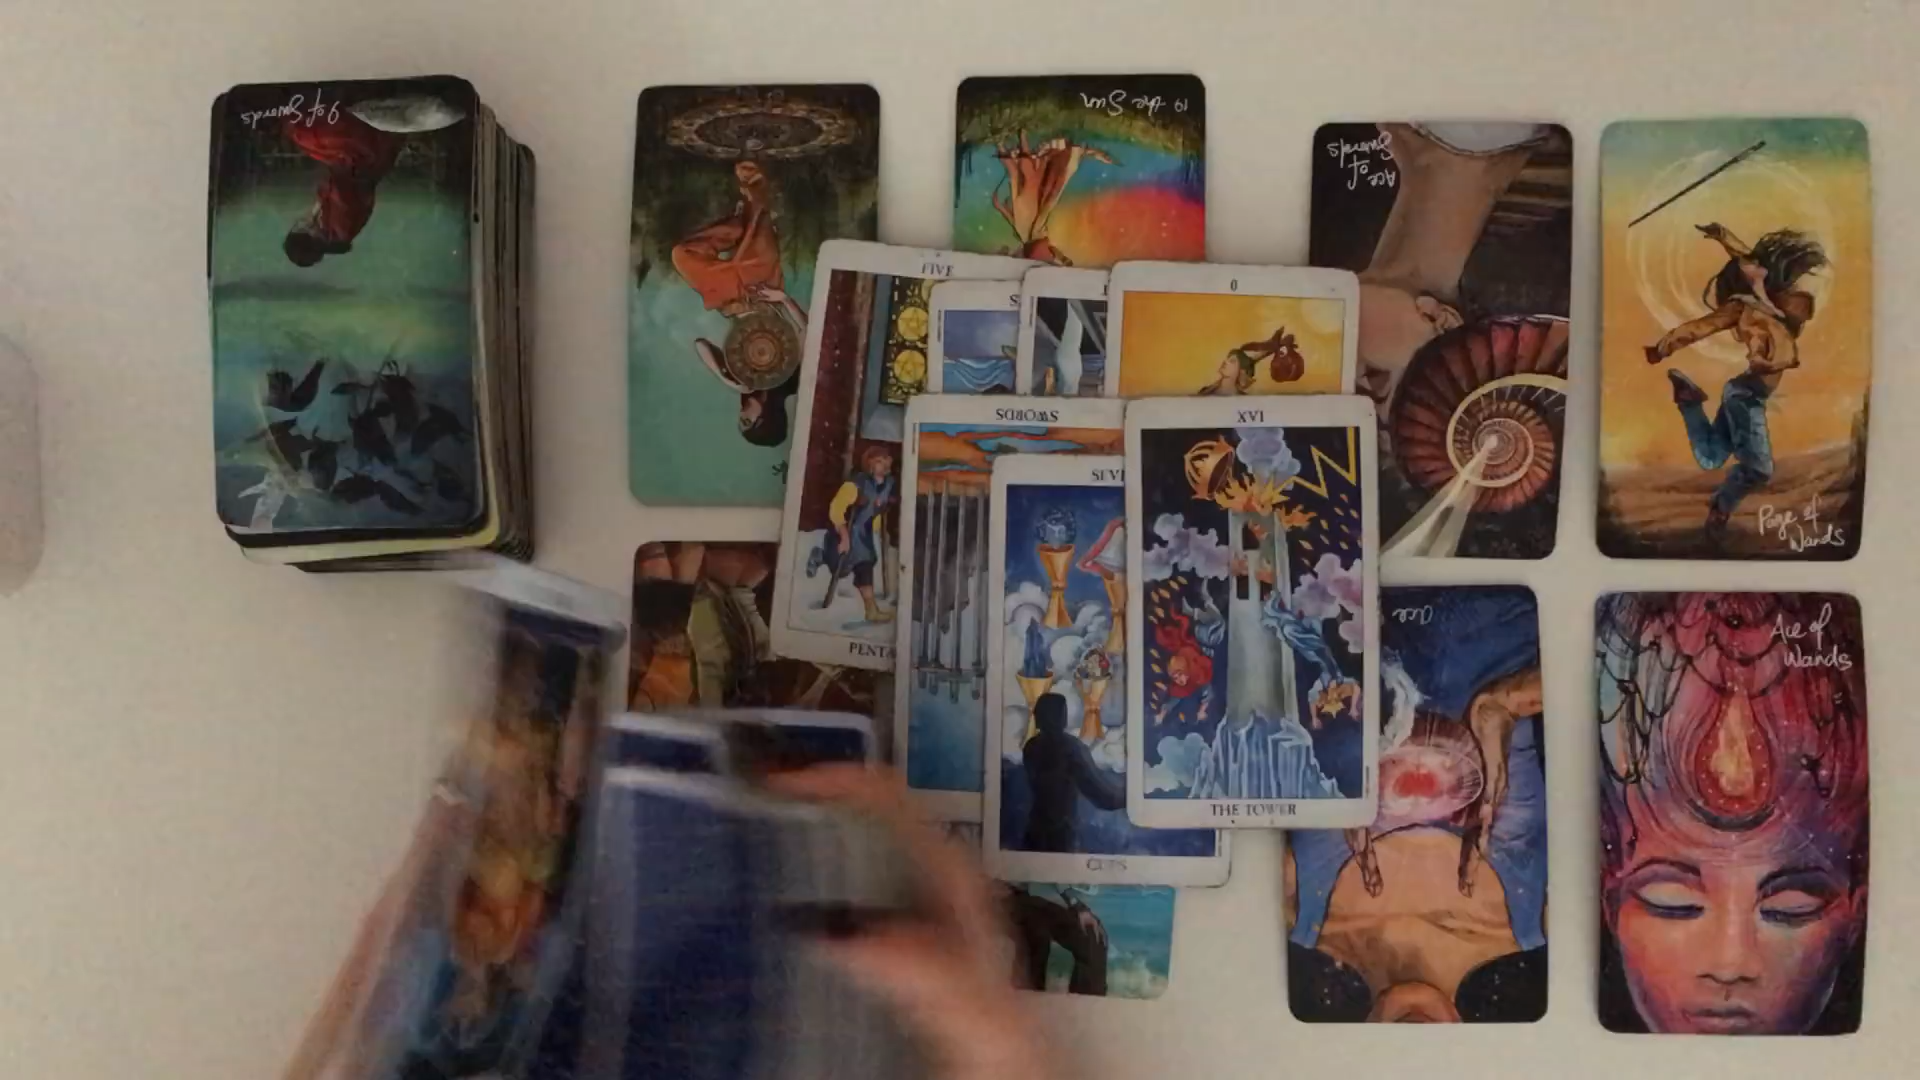 9 of Swords
19 the Sun
Ace
of
Swords
Page of
Wands
FIVE
0
SWORDS
XVI
SEV
PENTA
THE TOWER
CUPS
ace
Ace of
Wands